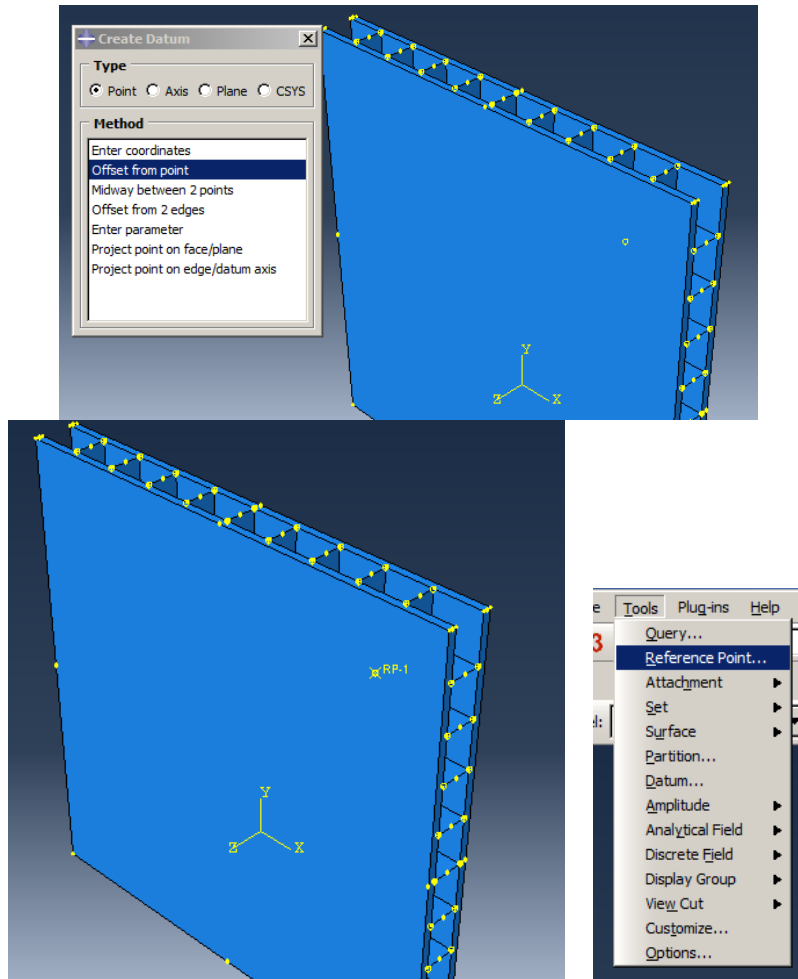 Create Datum
Type
Point Axis Plane CSYS
Method
Enter coordinates
Offset from point
Midway between 2 points
Offset from 2 edges
Enter parameter
Project point on face/plane
Project point on edge/datum axis
Y
Z X
RP-1
Y
Z X
e Tools Plug-ins Help
3
Query...
Reference Point...
Attachment
el: Set
Surface
Partition...
Datum...
Amplitude
Analytical Field
Discrete Field
Display Group
View Cut
Customize...
Options...